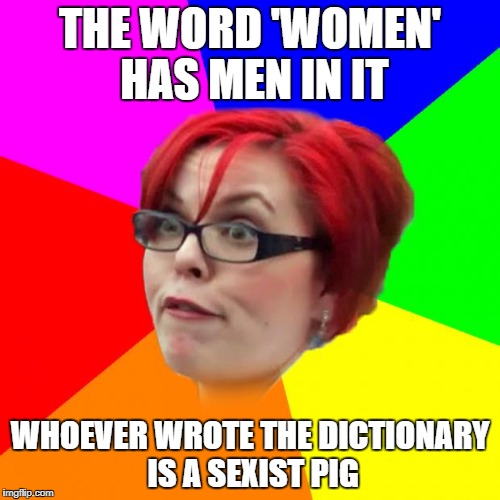 THE WORD 'WOMEN'
HAS MEN IN IT
WHOEVER WROTE THE DICTIONARY
IS A SEXIST PIG
imgflip.com